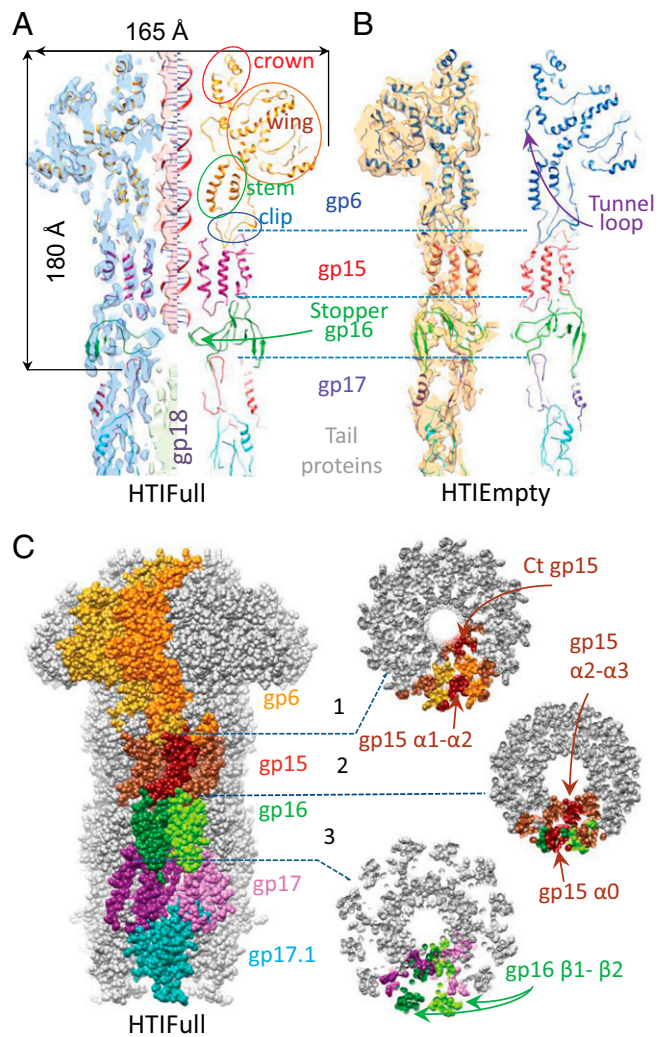 A
165 Å
180 Å
crown
wing
stem
clip
Stopper
gp16
gp18
HTIFull
gp6
gp15
gp17
Tail
proteins
B
Tunnel
loop
HTIEmpty
C
gp6
gp15
gp16
gp17
gp17.1
HTIFull
1
2
3
Ct gp15
gp15 α1-α2
gp15
α2-α3
gp15 α0
gp16 β1- β2